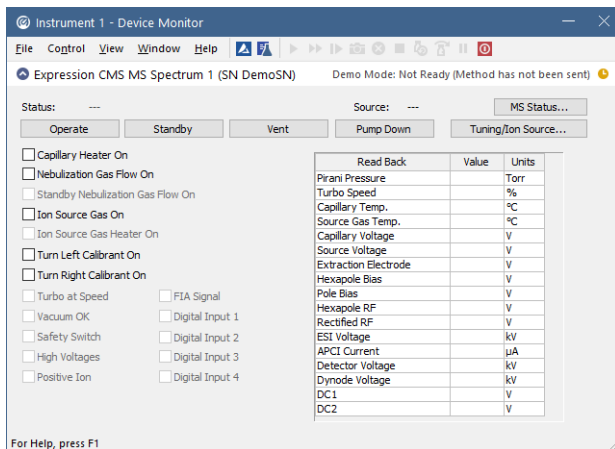 Instrument 1 - Device Monitor
File Control View Window Help
Expression CMS MS Spectrum 1 (SN DemoSN) Demo Mode: Not Ready (Method has not been sent)
Status: --- Source: --- MS Status...
Operate Standby Vent Pump Down Tuning/Ion Source...
Capillary Heater On
Nebulization Gas Flow On
Standby Nebulization Gas Flow On
Ion Source Gas On
Ion Source Gas Heater On
Turn Left Calibrant On
Turn Right Calibrant On
Turbo at Speed FIA Signal
Vacuum OK Digital Input 1
Safety Switch Digital Input 2
High Voltages Digital Input 3
Positive Ion Digital Input 4
Read Back Value Units
Pirani Pressure Torr
Turbo Speed %
Capillary Temp. °C
Source Gas Temp. °C
Capillary Voltage V
Source Voltage V
Extraction Electrode V
Hexapole Bias V
Pole Bias V
Hexapole RF V
Rectified RF V
ESI Voltage kV
APCI Current µA
Detector Voltage kV
Dynode Voltage kV
DC1 V
DC2 V
For Help, press F1